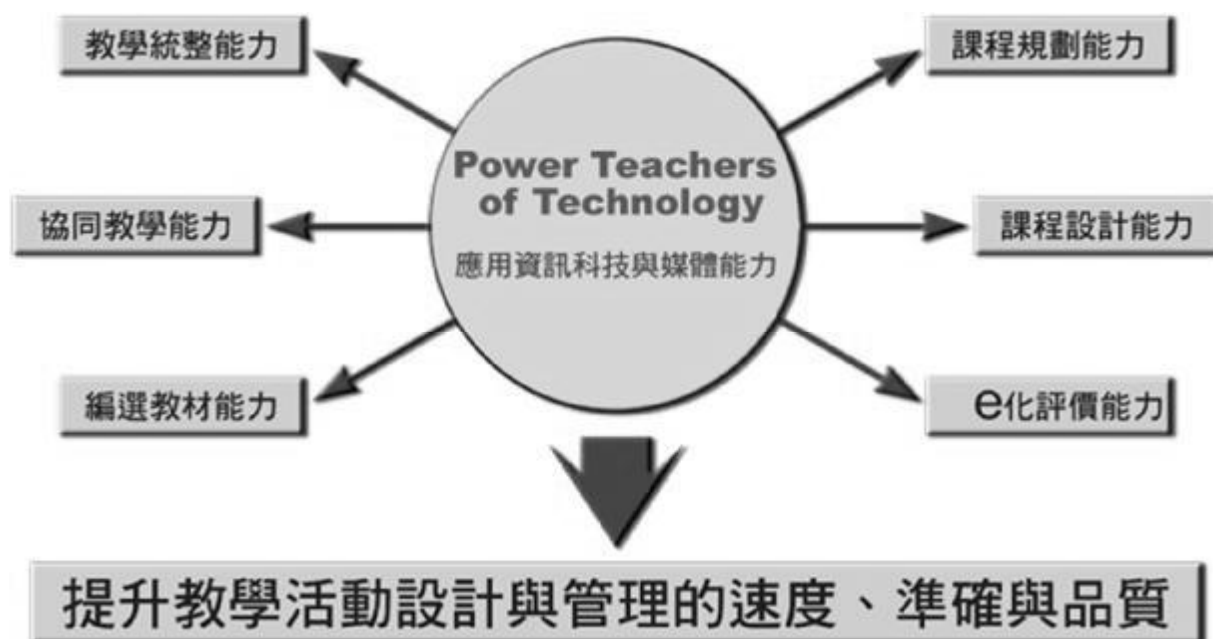 教學統整能力
課程規劃能力
Power Teachers
of Technology
協同教學能力
應用資訊科技與媒體能力
課程設計能力
編選教材能力
e化評價能力
提升教學活動設計與管理的速度、準確與品質